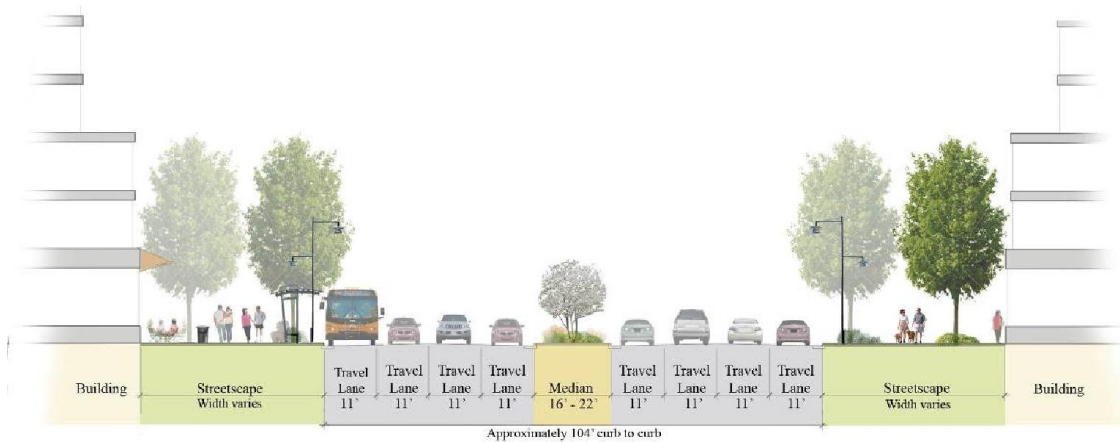 Building
Streetscape
Width varies
Travel
Lane
11'
Travel
Lane
11'
Travel
Lane
11'
Travel
Lane
11'
Median
16' - 22'
Travel
Lane
11'
Travel
Lane
11'
Travel
Lane
11'
Travel
Lane
11'
Streetscape
Width varies
Building
Approximately 104' curb to curb